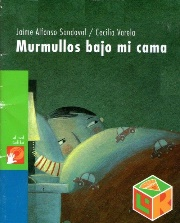 Jaime Alfonso Sandoval / Cecilia Varela
Murmullos bajo mi cama